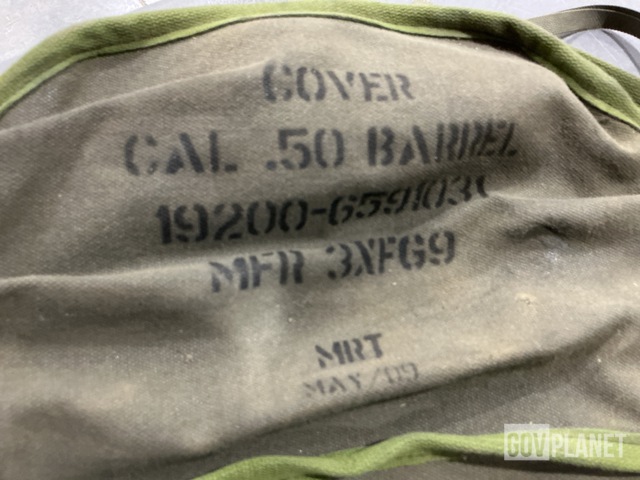 COVER
CAL .50 BARREL
19200-6591031
MFR 3XFG9
MRT
MAY/09
GOVPLANET